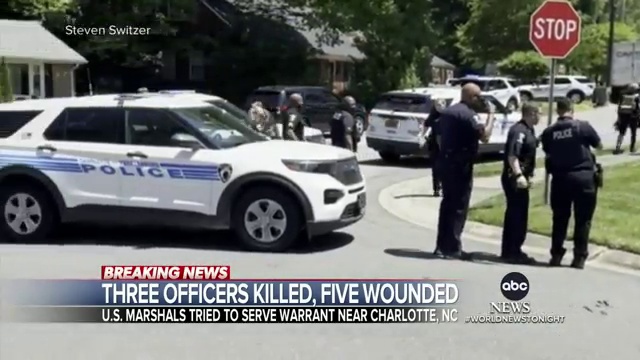 Steven Switzer
STOP
POLICE
POLICE
BREAKING NEWS
THREE OFFICERS KILLED, FIVE WOUNDED
U.S. MARSHALS TRIED TO SERVE WARRANT NEAR CHARLOTTE, NC
abc
NEWS
#WORLDNEWSTONIGHT